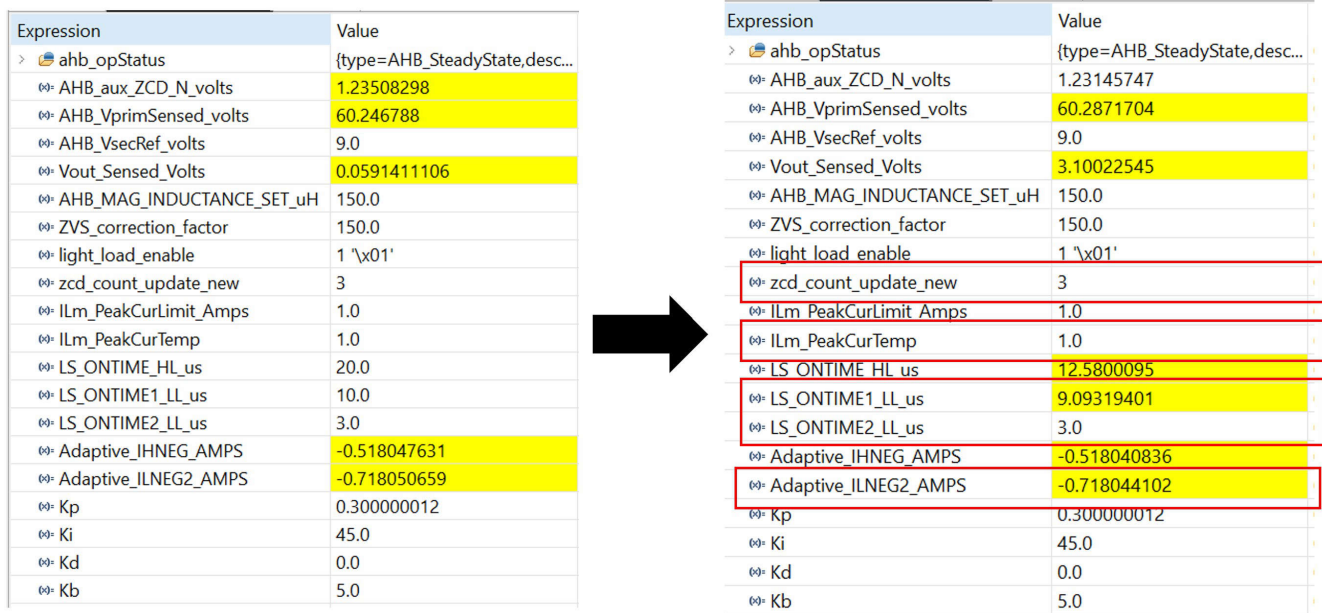 Expression Value
ahb_opStatus {type=AHB_SteadyState,desc...
(x)= AHB_aux_ZCD_N_volts 1.23508298
(x)= AHB_VprimSensed_volts 60.246788
(x)= AHB_VsecRef_volts 9.0
(x)= Vout_Sensed_Volts 0.0591411106
(x)= AHB_MAG_INDUCTANCE_SET_uH 150.0
(x)= ZVS_correction_factor 150.0
(x)= light_load_enable 1 '\x01'
(x)= zcd_count_update_new 3
(x)= ILm_PeakCurLimit_Amps 1.0
(x)= ILm_PeakCurTemp 1.0
(x)= LS_ONTIME_HL_us 20.0
(x)= LS_ONTIME1_LL_us 10.0
(x)= LS_ONTIME2_LL_us 3.0
(x)= Adaptive_IHNEG_AMPS -0.518047631
(x)= Adaptive_ILNEG2_AMPS -0.718050659
(x)= Kp 0.300000012
(x)= Ki 45.0
(x)= Kd 0.0
(x)= Kb 5.0
Expression Value
ahb_opStatus {type=AHB_SteadyState,desc...
(x)= AHB_aux_ZCD_N_volts 1.23145747
(x)= AHB_VprimSensed_volts 60.2871704
(x)= AHB_VsecRef_volts 9.0
(x)= Vout_Sensed_Volts 3.10022545
(x)= AHB_MAG_INDUCTANCE_SET_uH 150.0
(x)= ZVS_correction_factor 150.0
(x)= light_load_enable 1 '\x01'
(x)= zcd_count_update_new 3
(x)= ILm_PeakCurLimit_Amps 1.0
(x)= ILm_PeakCurTemp 1.0
(x)= LS_ONTIME_HL_us 12.5800095
(x)= LS_ONTIME1_LL_us 9.09319401
(x)= LS_ONTIME2_LL_us 3.0
(x)= Adaptive_IHNEG_AMPS -0.518040836
(x)= Adaptive_ILNEG2_AMPS -0.718044102
(x)= Kp 0.300000012
(x)= Ki 45.0
(x)= Kd 0.0
(x)= Kb 5.0